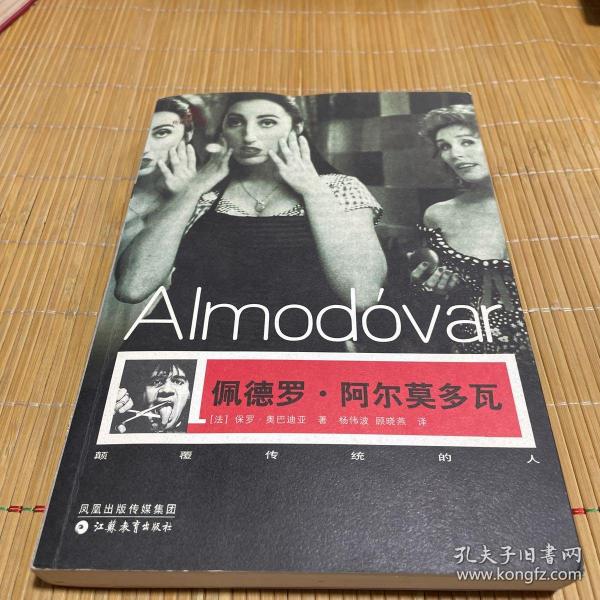 Almodóvar
佩德罗·阿尔莫多瓦
[法] 保罗·奥巴迪亚 著 杨伟波 顾晓燕 译
颠覆传统的人
凤凰出版传媒集团
江苏教育出版社
孔夫子旧书网
www.kongfz.com